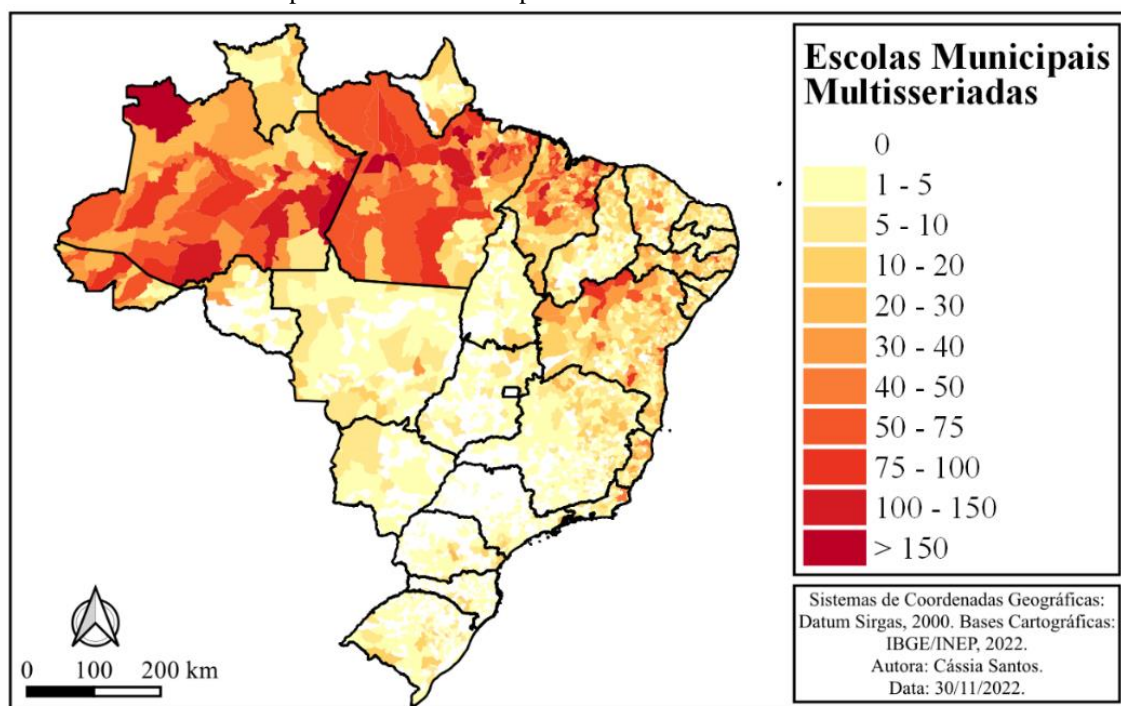 Escolas Municipais
Multisseriadas
0
1 - 5
5 - 10
10 - 20
20 - 30
30 - 40
40 - 50
50 - 75
75 - 100
100 - 150
> 150
Sistemas de Coordenadas Geográficas:
Datum Sirgas, 2000. Bases Cartográficas:
IBGE/INEP, 2022.
Autora: Cássia Santos.
Data: 30/11/2022.
0 100 200 km